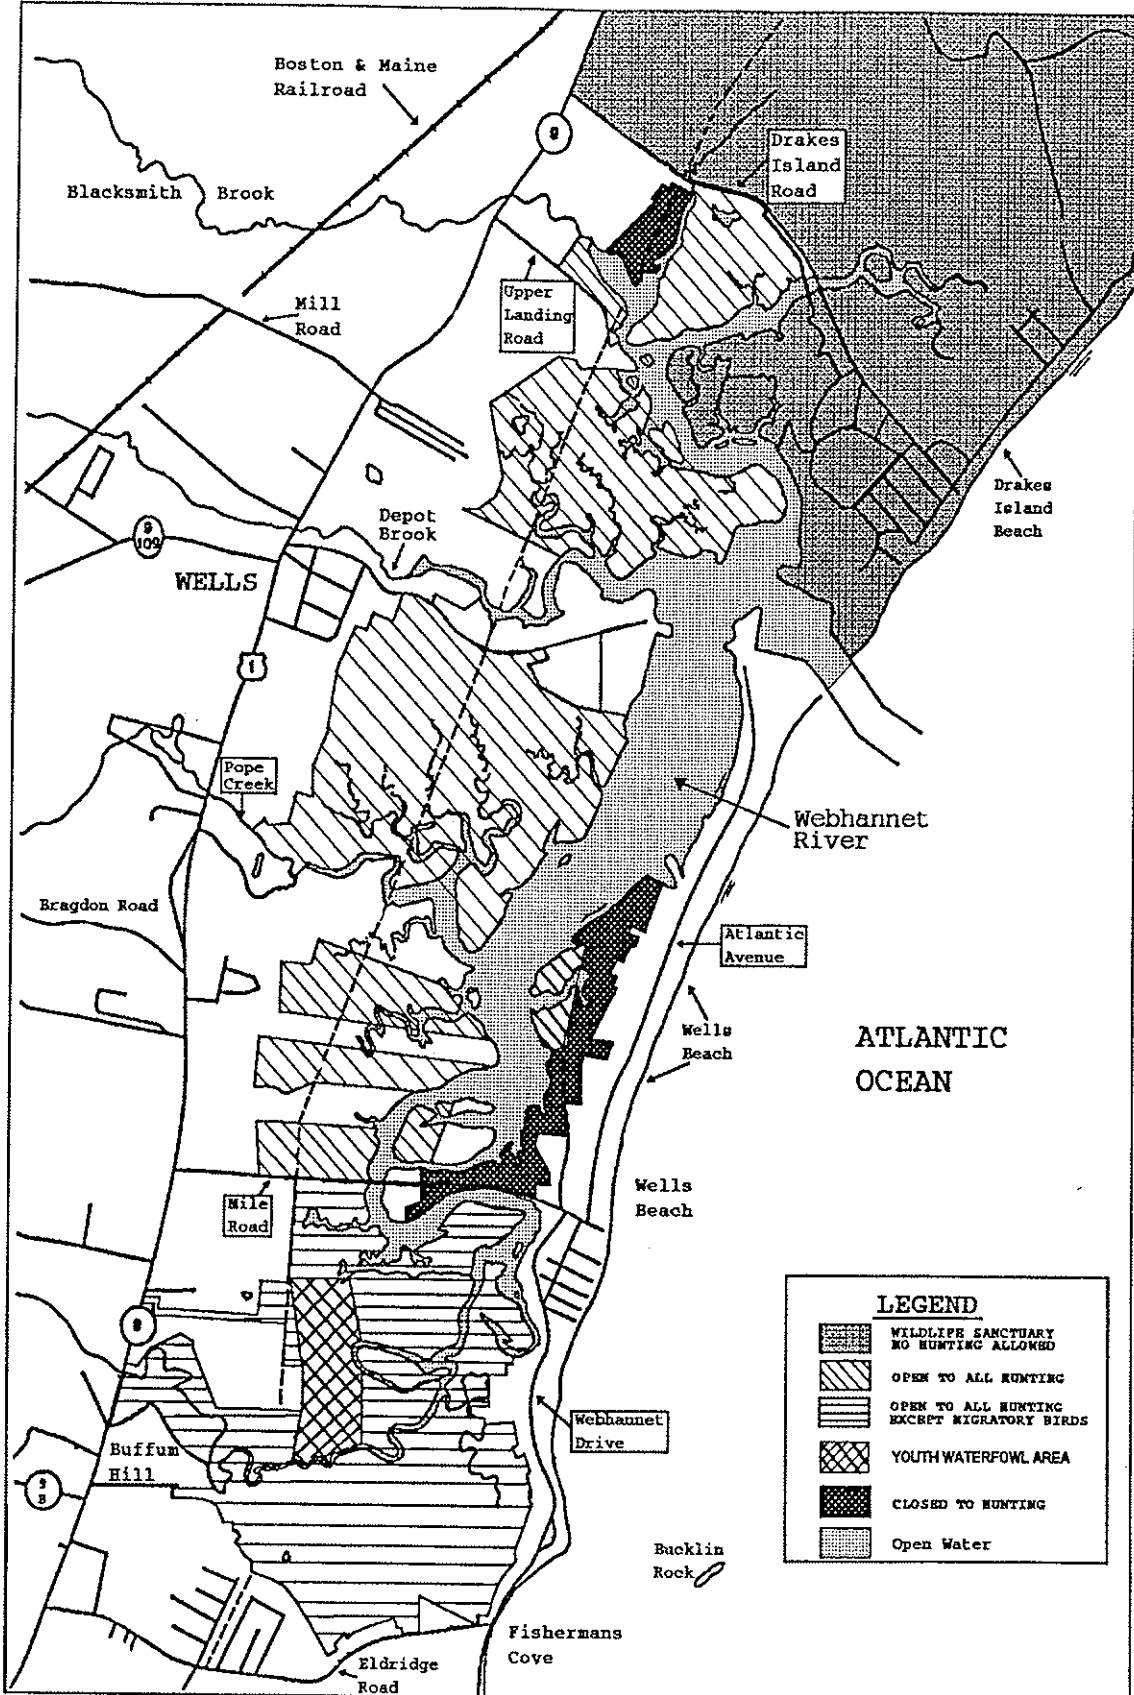 Boston & Maine
Railroad
9
Drakes
Island
Road
Blacksmith Brook
Upper
Landing
Road
Mill
Road
Drakes
Island
Beach
Depot
Brook
9
109
WELLS
1
Pope
Creek
Webhannet
River
Bragdon Road
Atlantic
Avenue
Wells
Beach
ATLANTIC
OCEAN
Mile
Road
Wells
Beach
9
LEGEND
WILDLIFE SANCTUARY
NO HUNTING ALLOWED
OPEN TO ALL HUNTING
OPEN TO ALL HUNTING
EXCEPT MIGRATORY BIRDS
YOUTH WATERFOWL AREA
CLOSED TO HUNTING
Open Water
Webhannet
Drive
Buffum
Hill
9
B
Bucklin
Rock
Fishermans
Cove
Eldridge
Road